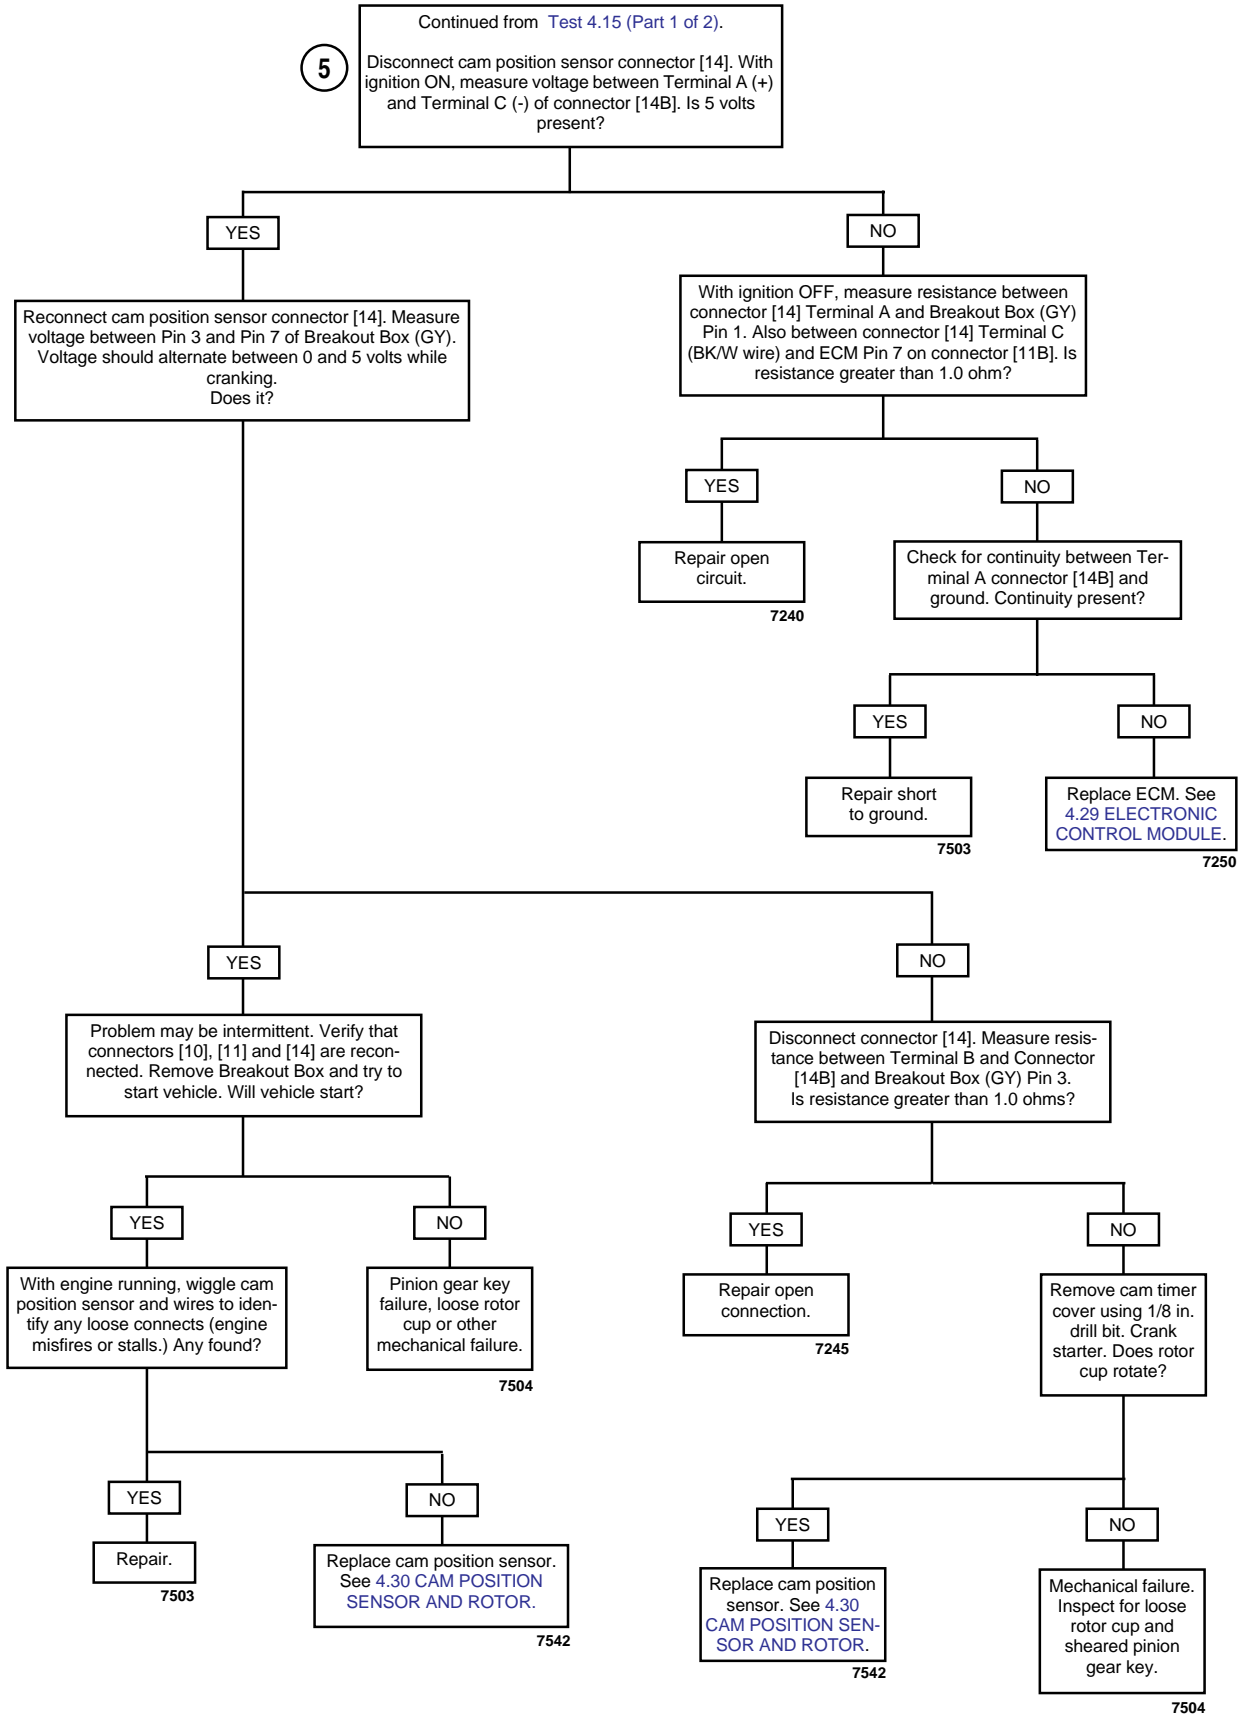 Continued from Test 4.15 (Part 1 of 2).
5
Disconnect cam position sensor connector [14]. With
ignition ON, measure voltage between Terminal A (+)
and Terminal C (-) of connector [14B]. Is 5 volts
present?
YES
NO
Reconnect cam position sensor connector [14]. Measure
voltage between Pin 3 and Pin 7 of Breakout Box (GY).
Voltage should alternate between 0 and 5 volts while
cranking.
Does it?
With ignition OFF, measure resistance between
connector [14] Terminal A and Breakout Box (GY)
Pin 1. Also between connector [14] Terminal C
(BK/W wire) and ECM Pin 7 on connector [11B]. Is
resistance greater than 1.0 ohm?
YES
NO
Repair open
circuit.
7240
Check for continuity between Ter-
minal A connector [14B] and
ground. Continuity present?
YES
NO
Repair short
to ground.
7503
Replace ECM. See
4.29 ELECTRONIC
CONTROL MODULE.
7250
YES
NO
Problem may be intermittent. Verify that
connectors [10], [11] and [14] are recon-
nected. Remove Breakout Box and try to
start vehicle. Will vehicle start?
Disconnect connector [14]. Measure resis-
tance between Terminal B and Connector
[14B] and Breakout Box (GY) Pin 3.
Is resistance greater than 1.0 ohms?
YES
NO
YES
NO
With engine running, wiggle cam
position sensor and wires to iden-
tify any loose connects (engine
misfires or stalls.) Any found?
Pinion gear key
failure, loose rotor
cup or other
mechanical failure.
7504
Repair open
connection.
7245
Remove cam timer
cover using 1/8 in.
drill bit. Crank
starter. Does rotor
cup rotate?
YES
NO
YES
NO
Repair.
7503
Replace cam position sensor.
See 4.30 CAM POSITION
SENSOR AND ROTOR.
7542
Replace cam position
sensor. See 4.30
CAM POSITION SEN-
SOR AND ROTOR.
7542
Mechanical failure.
Inspect for loose
rotor cup and
sheared pinion
gear key.
7504